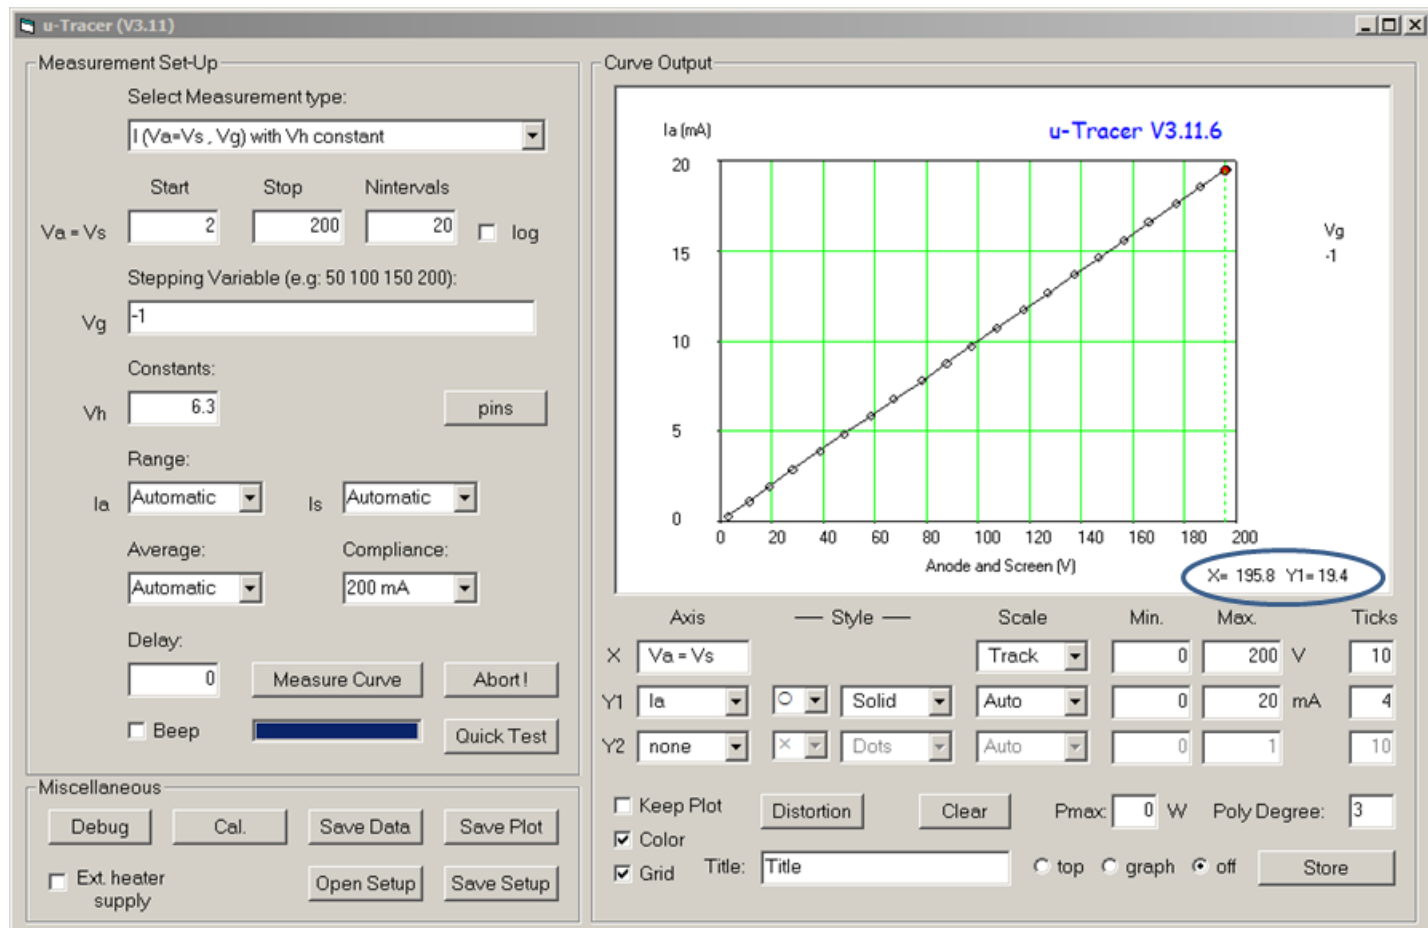 u-Tracer (V3.11)
Measurement Set-Up
Select Measurement type:
I (Va=Vs , Vg) with Vh constant
Start Stop Nintervals
Va = Vs 2 200 20 log
Stepping Variable (e.g: 50 100 150 200):
Vg -1
Constants:
Vh 6.3 pins
Range:
Ia Automatic Is Automatic
Average: Compliance:
Automatic 200 mA
Delay:
0 Measure Curve Abort !
Beep Quick Test
Miscellaneous
Debug Cal. Save Data Save Plot
Ext. heater
supply
Open Setup Save Setup
Curve Output
Ia (mA) u-Tracer V3.11.6
20
15
10
5
0
0 20 40 60 80 100 120 140 160 180 200
Anode and Screen (V)
Vg
-1
X= 195.8 Y1= 19.4
Axis — Style — Scale Min. Max. Ticks
X Va = Vs Track 0 200 V 10
Y1 Ia O Solid Auto 0 20 mA 4
Y2 none × Dots Auto 0 1 10
Keep Plot Distortion Clear Pmax: 0 W Poly Degree: 3
Color
Grid Title: Title top graph off Store